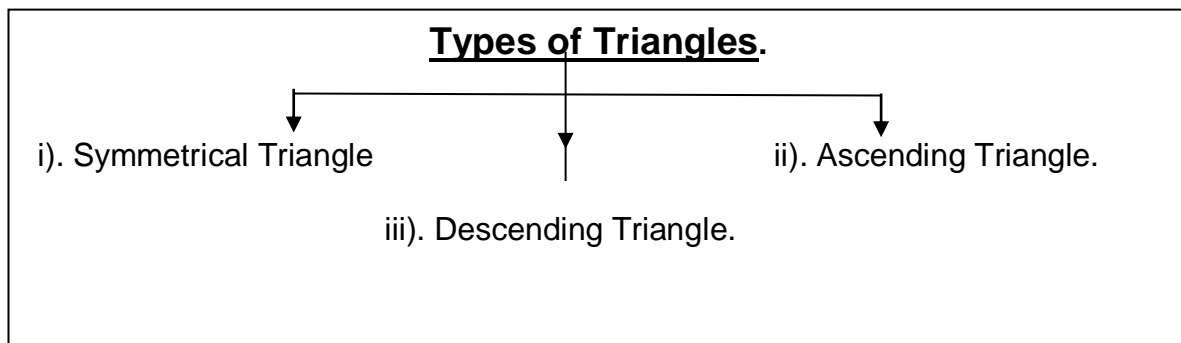 Types of Triangles.
i). Symmetrical Triangle
ii). Ascending Triangle.
iii). Descending Triangle.